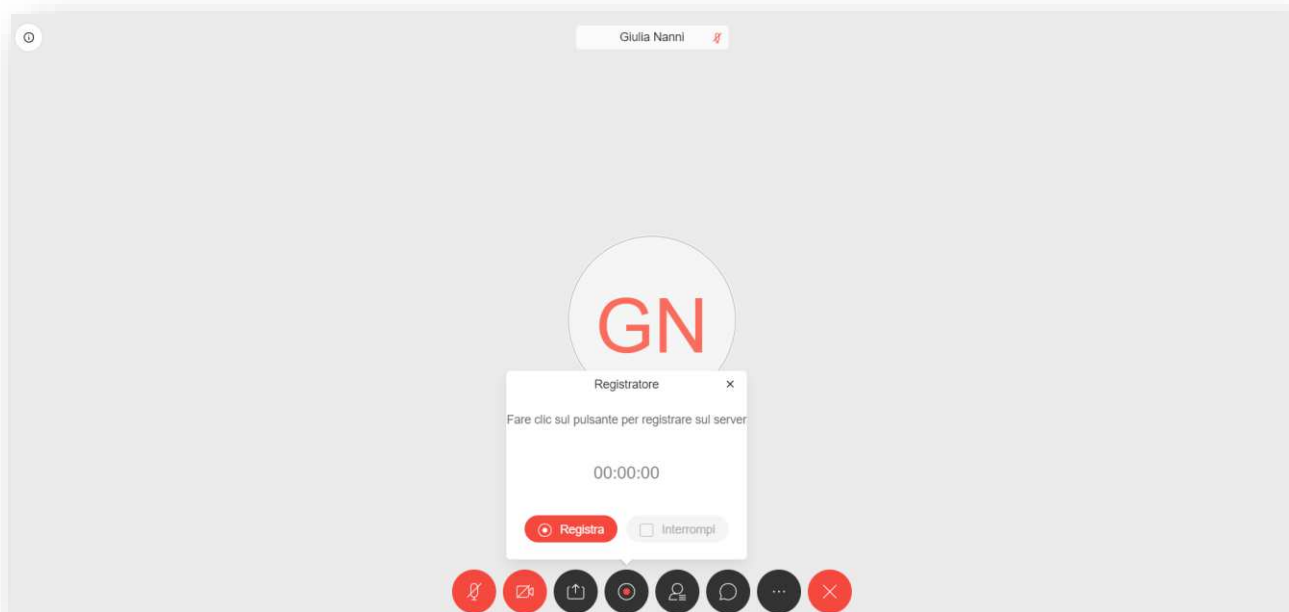 Giulia Nanni
GN
Registratore
Fare clic sul pulsante per registrare sul server
00:00:00
Registra
Interrompi